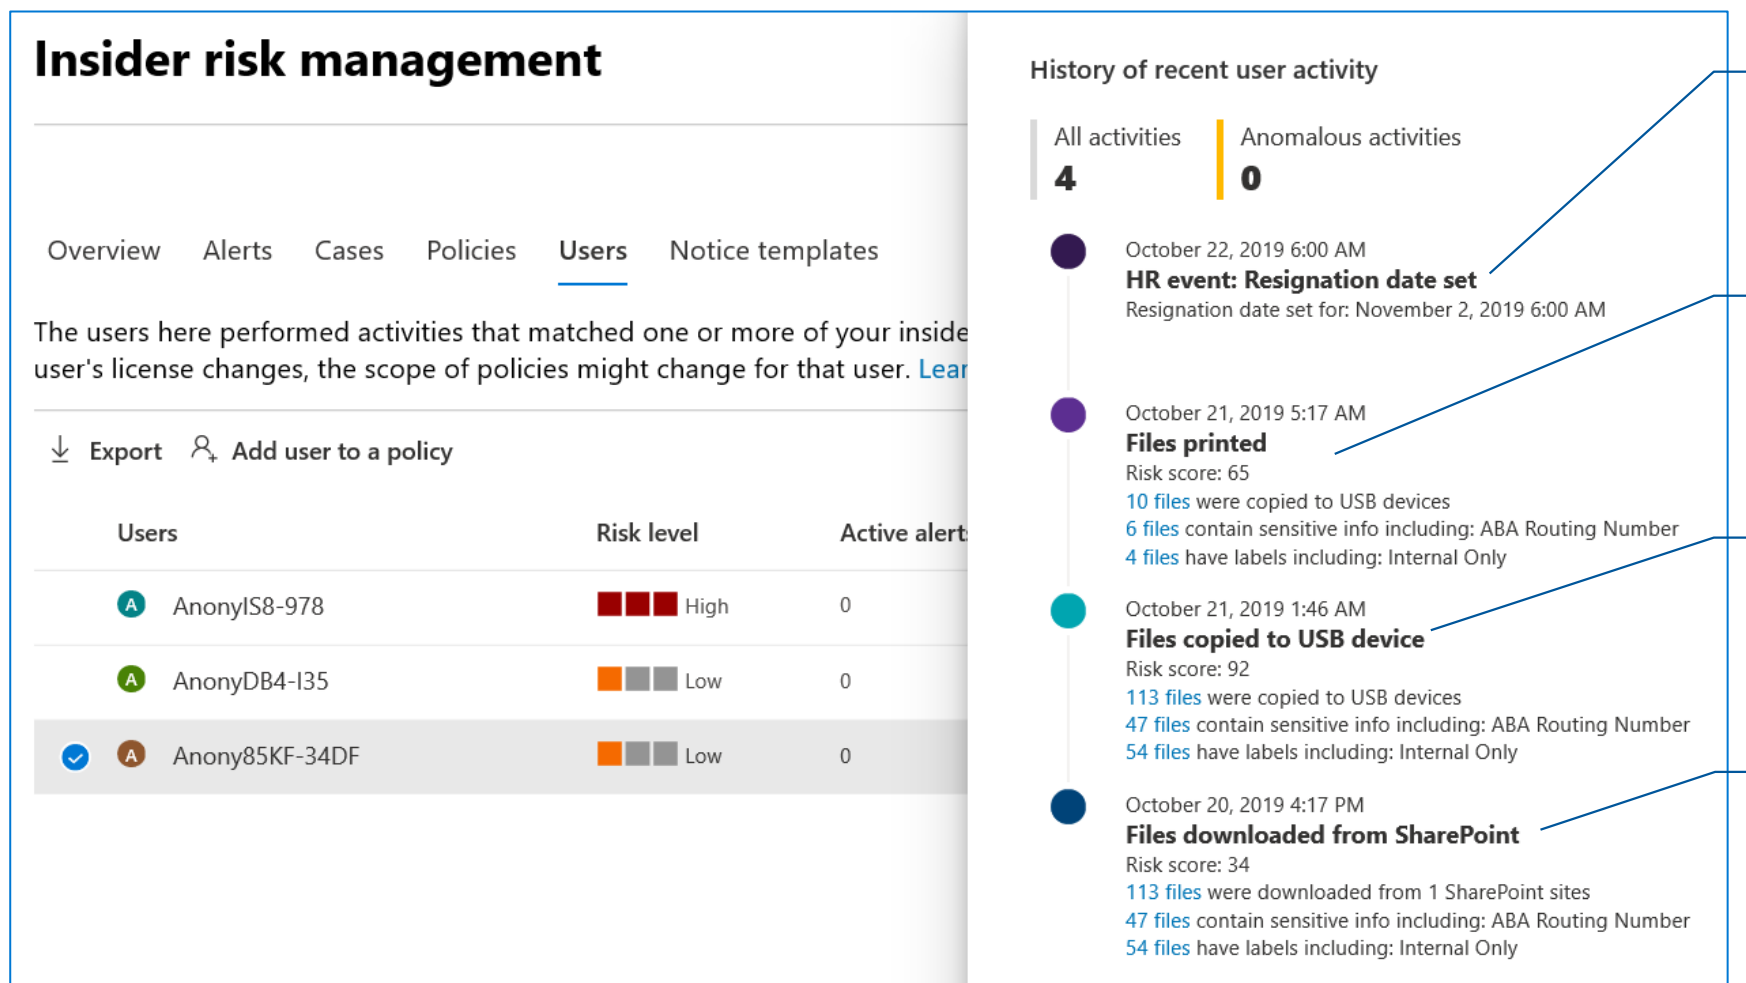 Insider risk management
Overview Alerts Cases Policies Users Notice templates
The users here performed activities that matched one or more of your inside
user's license changes, the scope of policies might change for that user. Lear
Export Add user to a policy
Users Risk level Active alerts
A AnonyIS8-978 High 0
A AnonyDB4-I35 Low 0
A Anony85KF-34DF Low 0
History of recent user activity
All activities Anomalous activities
4 0
October 22, 2019 6:00 AM
HR event: Resignation date set
Resignation date set for: November 2, 2019 6:00 AM
October 21, 2019 5:17 AM
Files printed
Risk score: 65
10 files were copied to USB devices
6 files contain sensitive info including: ABA Routing Number
4 files have labels including: Internal Only
October 21, 2019 1:46 AM
Files copied to USB device
Risk score: 92
113 files were copied to USB devices
47 files contain sensitive info including: ABA Routing Number
54 files have labels including: Internal Only
October 20, 2019 4:17 PM
Files downloaded from SharePoint
Risk score: 34
113 files were downloaded from 1 SharePoint sites
47 files contain sensitive info including: ABA Routing Number
54 files have labels including: Internal Only